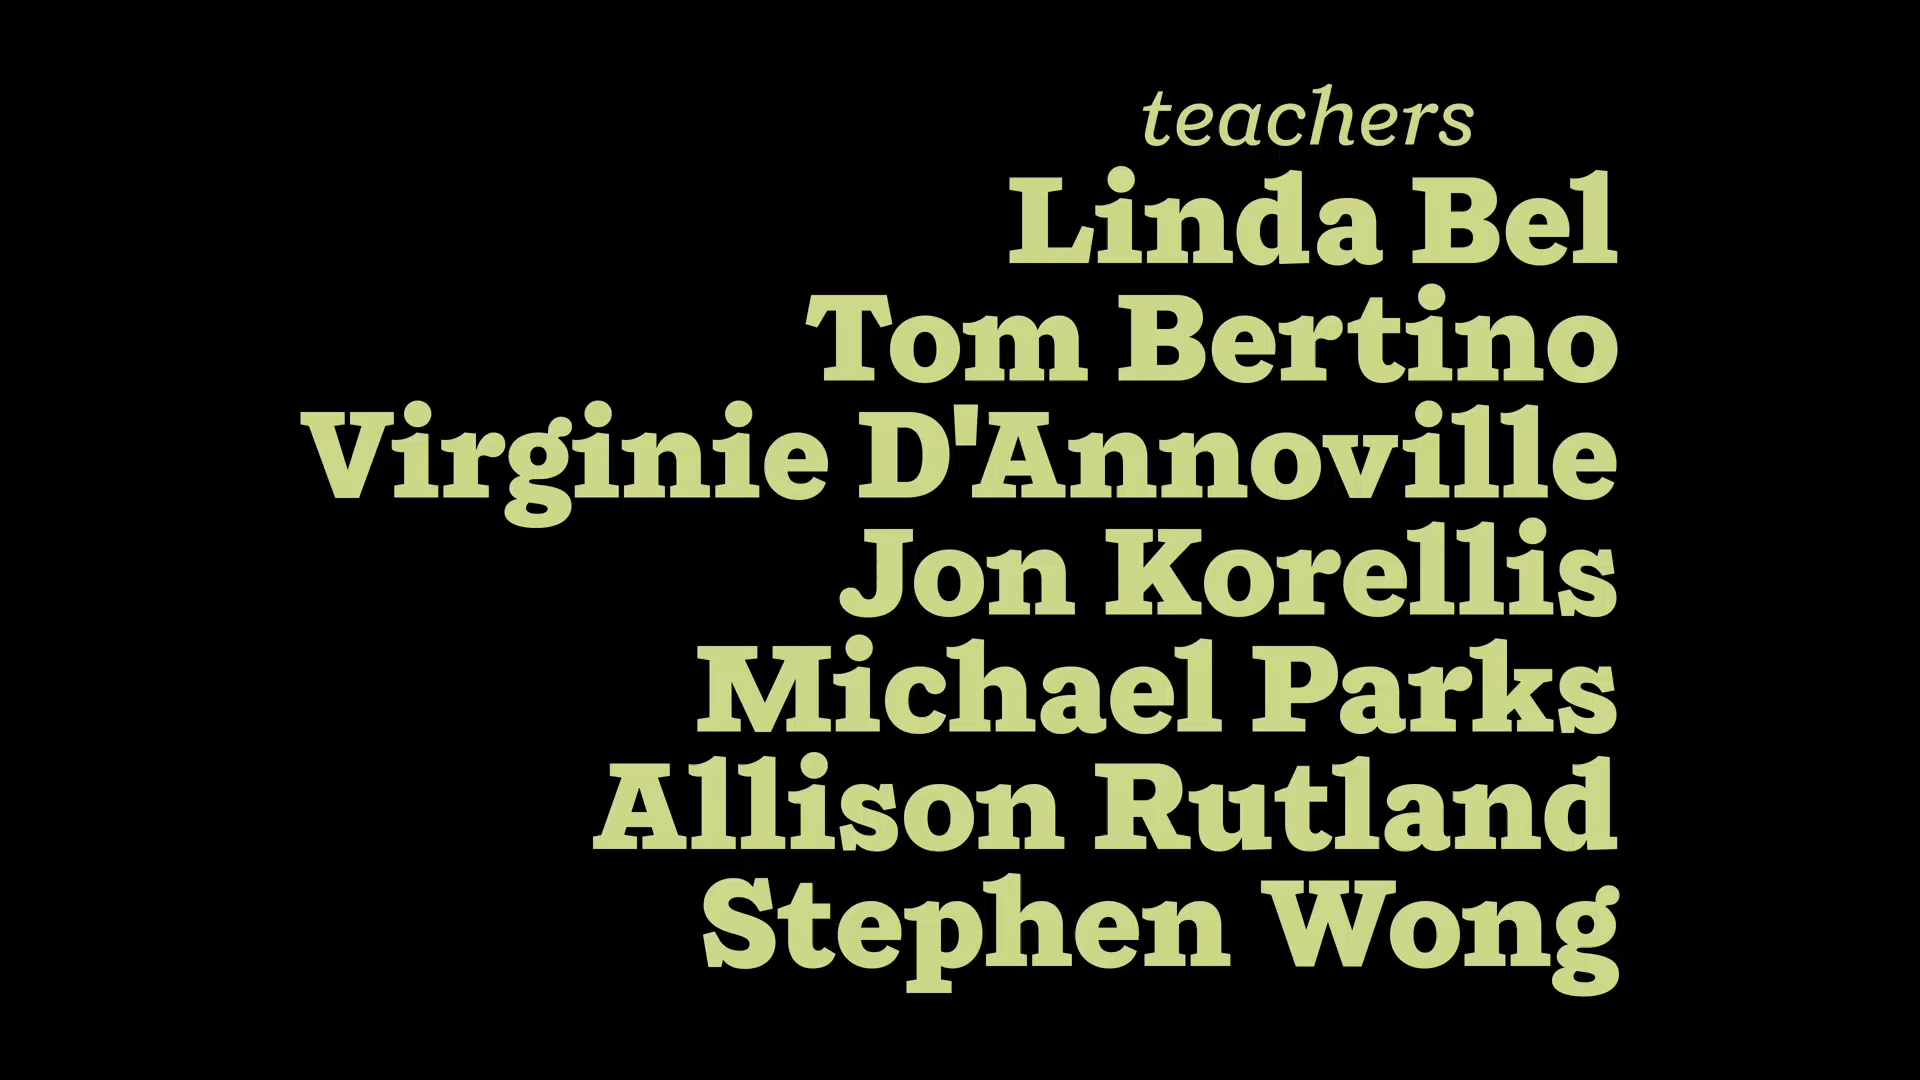 teachers
Linda Bel
Tom Bertino
Virginie D'Annoville
Jon Korellis
Michael Parks
Allison Rutland
Stephen Wong